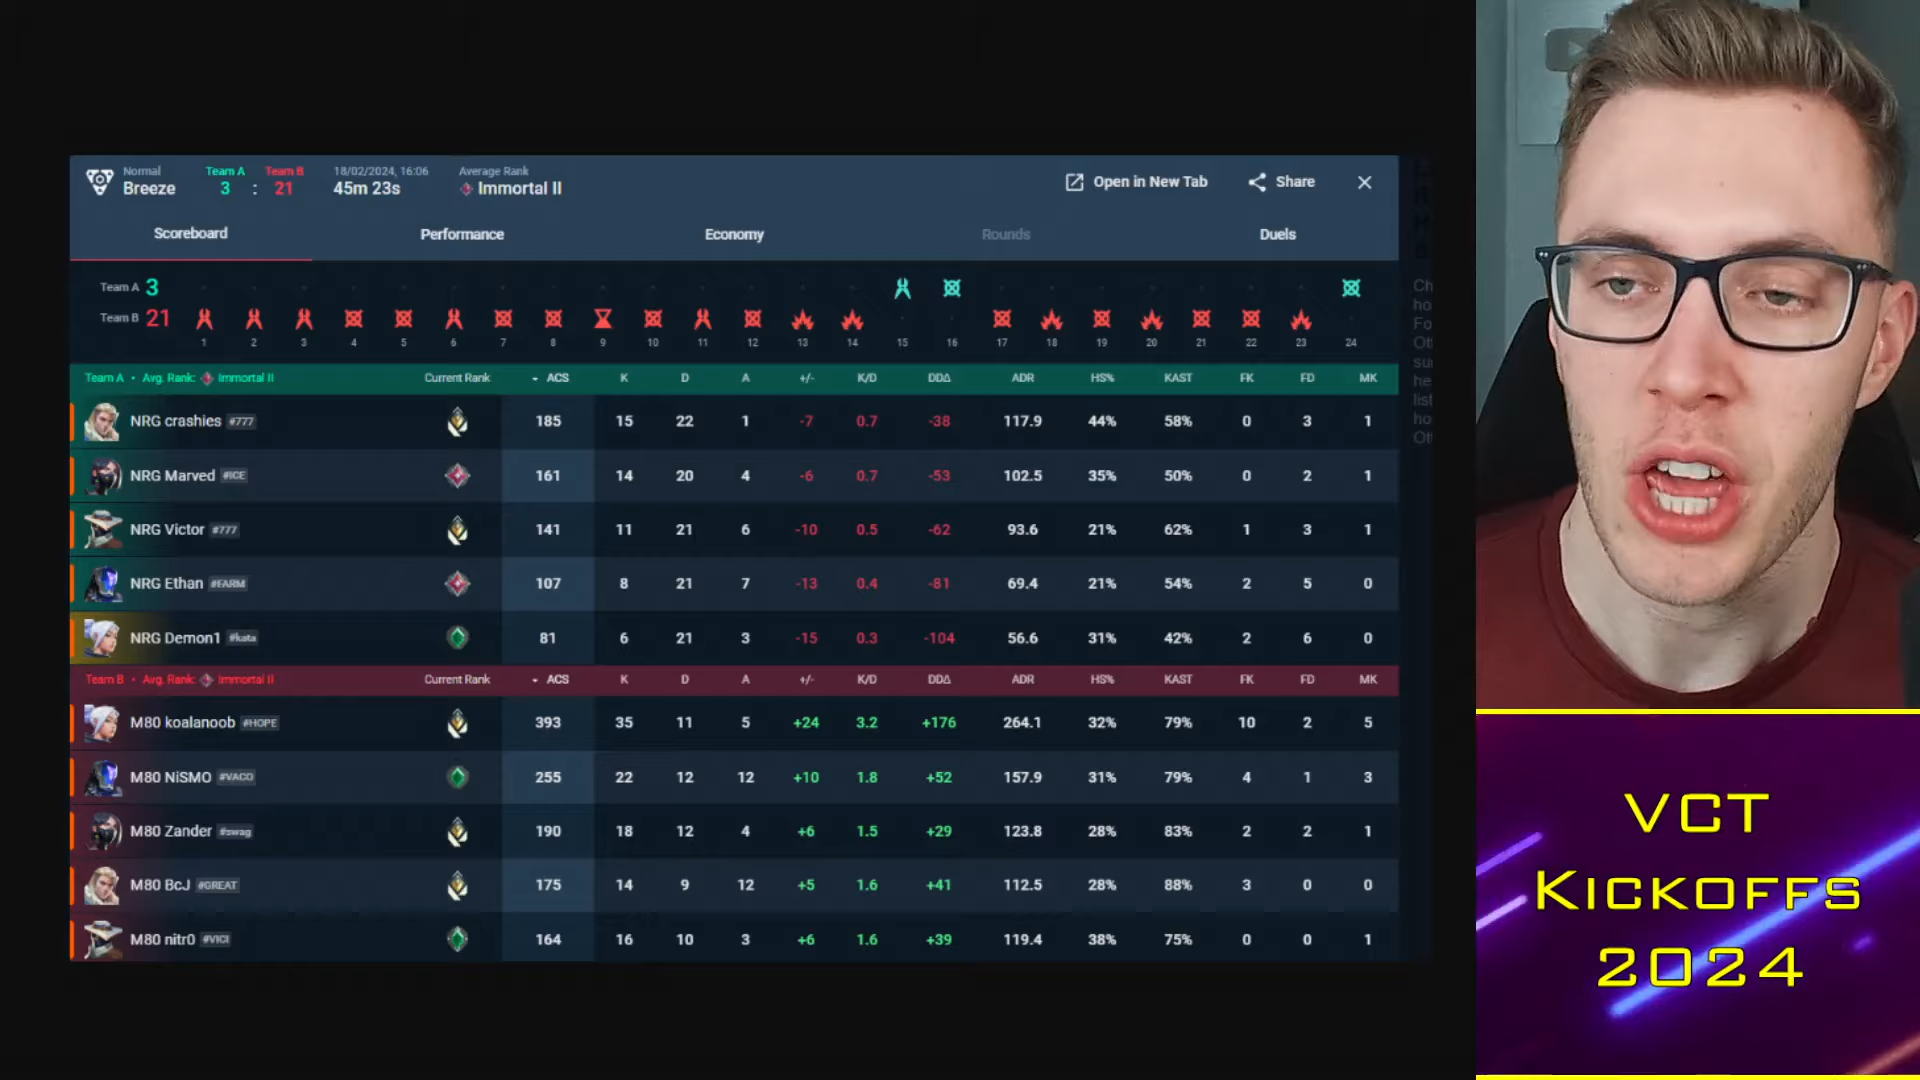 Normal Team A Team B 18/02/2024, 16:06 Average Rank
Breeze 3 : 21 45m 23s Immortal II Open in New Tab Share
Scoreboard Performance Economy Rounds Duels
Team A 3
Team B 21
1 2 3 4 5 6 7 8 9 10 11 12 13 14 15 16 17 18 19 20 21 22 23 24
Team A • Avg. Rank: Immortal II Current Rank ACS K D A +/- K/D DDΔ ADR HS% KAST FK FD MK
NRG crashies #777 185 15 22 1 -7 0.7 -38 117.9 44% 58% 0 3 1
NRG Marved #ICE 161 14 20 4 -6 0.7 -53 102.5 35% 50% 0 2 1
NRG Victor #777 141 11 21 6 -10 0.5 -62 93.6 21% 62% 1 3 1
NRG Ethan #FARM 107 8 21 7 -13 0.4 -81 69.4 21% 54% 2 5 0
NRG Demon1 #kata 81 6 21 3 -15 0.3 -104 56.6 31% 42% 2 6 0
Team B • Avg. Rank: Immortal II Current Rank ACS K D A +/- K/D DDΔ ADR HS% KAST FK FD MK
M80 koalanoob #HOPE 393 35 11 5 +24 3.2 +176 264.1 32% 79% 10 2 5
M80 NiSMO #VACO 255 22 12 12 +10 1.8 +52 157.9 31% 79% 4 1 3
M80 Zander #swag 190 18 12 4 +6 1.5 +29 123.8 28% 83% 2 2 1
M80 BcJ #GREAT 175 14 9 12 +5 1.6 +41 112.5 28% 88% 3 0 0
M80 nitr0 #VICI 164 16 10 3 +6 1.6 +39 119.4 38% 75% 0 0 1
VCT
Kickoffs
2024